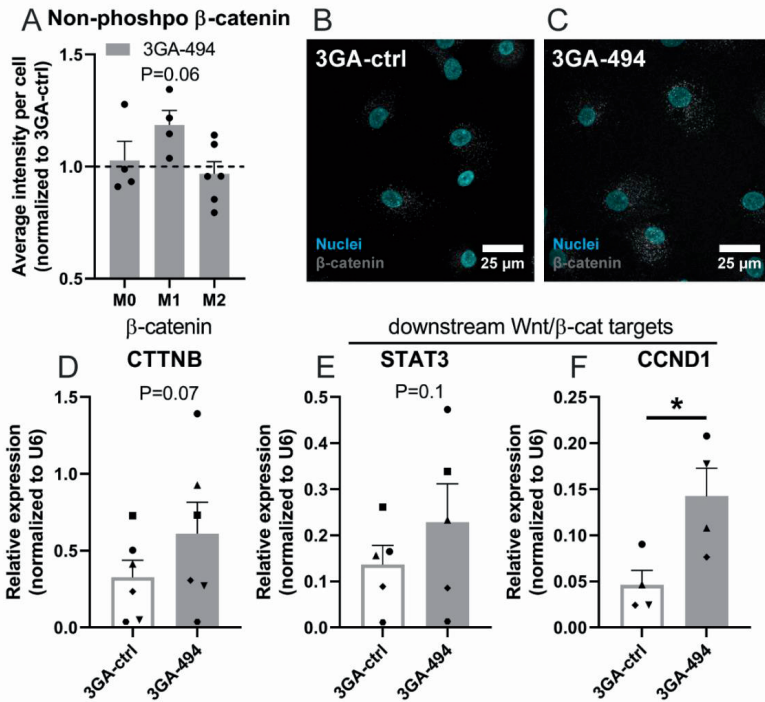 A Non-phoshpo β-catenin
3GA-494
P=0.06
Average intensity per cell
(normalized to 3GA-ctrl)
1.5
1.0
0.5
M0 M1 M2
B
3GA-ctrl
Nuclei
β-catenin
25 µm
C
3GA-494
Nuclei
β-catenin
25 µm
β-catenin
downstream Wnt/β-cat targets
D
CTTNB
P=0.07
Relative expression
(normalized to U6)
1.5
1.0
0.5
0.0
3GA-ctrl
3GA-494
E
STAT3
P=0.1
Relative expression
(normalized to U6)
0.5
0.4
0.3
0.2
0.1
0.0
3GA-ctrl
3GA-494
F
CCND1
*
Relative expression
(normalized to U6)
0.25
0.20
0.15
0.10
0.05
0.00
3GA-ctrl
3GA-494